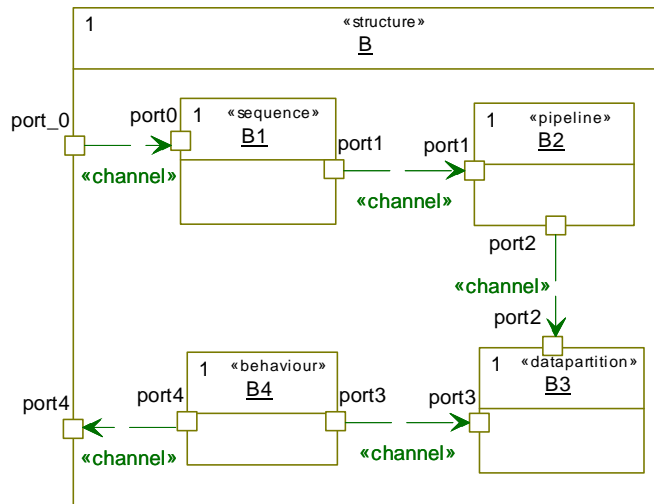 1 «structure»
B
port_0
port0
1 «sequence»
B1
port1
port1
1 «pipeline»
B2
«channel»
«channel»
port2
«channel»
port2
1 «behaviour»
B4
1 «datapartition»
B3
port4
port4
port3
port3
«channel»
«channel»